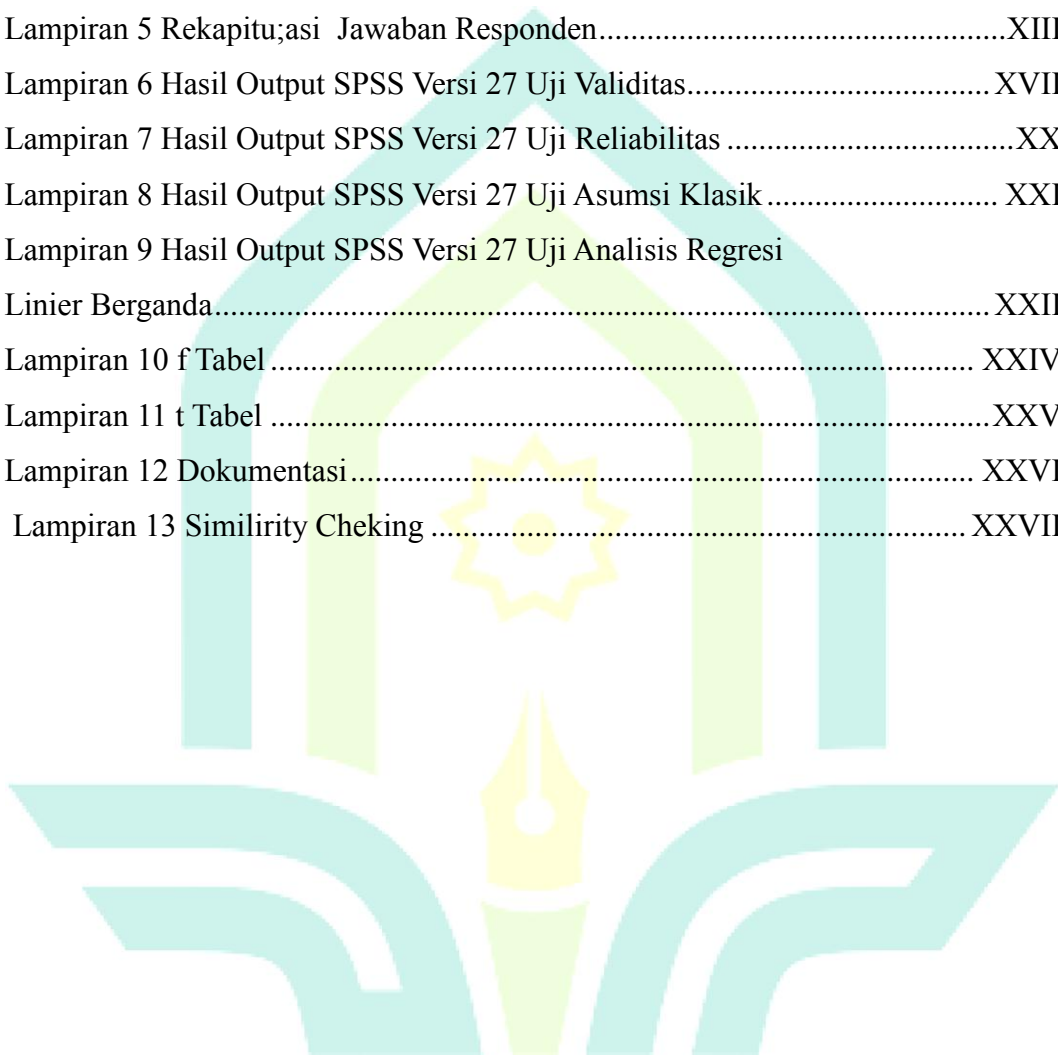 Lampiran 5 Rekapitu;asi  Jawaban Responden...................................................XIII
Lampiran 6 Hasil Output SPSS Versi 27 Uji Validitas......................................XVII
Lampiran 7 Hasil Output SPSS Versi 27 Uji Reliabilitas ....................................XX
Lampiran 8 Hasil Output SPSS Versi 27 Uji Asumsi Klasik............................. XXI
Lampiran 9 Hasil Output SPSS Versi 27 Uji Analisis Regresi
Linier Berganda................................................................................................. XXII
Lampiran 10 f Tabel........................................................................................ XXIV
Lampiran 11 t Tabel ..........................................................................................XXV
Lampiran 12 Dokumentasi.............................................................................. XXVI
Lampiran 13 Similirity Cheking ................................................................... XXVII